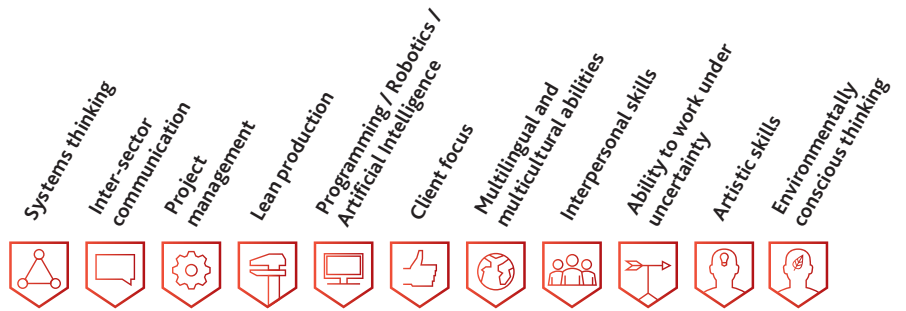 Systems thinking
Inter-sector
communication
Project
management
Lean production
Programming / Robotics /
Artificial Intelligence
Client focus
Multilingual and
multicultural abilities
Interpersonal skills
Ability to work under
uncertainty
Artistic skills
Environmentally
conscious thinking